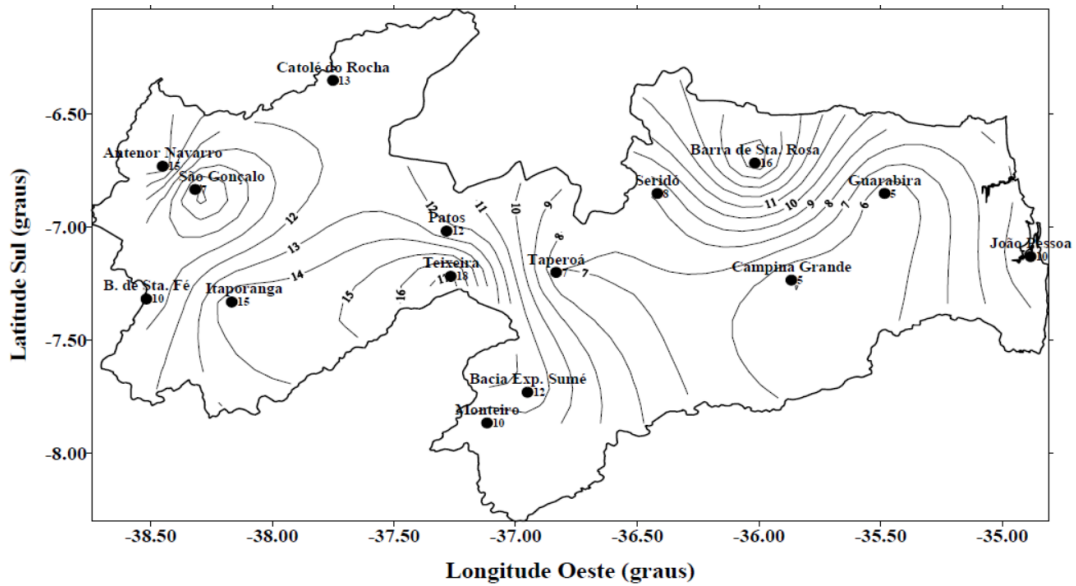 Catolé do Rocha
13
-6.50
Antenor Navarro
15
Barra de Sta. Rosa
16
São Gonçalo
7
Seridó
8
Guarabira
5
11
10
9
8
7
6
12
11
10
9
12
-7.00
Patos
12
13
8
João Pessoa
10
14
Teixeira
18
17
Taperoá
7
7
Campina Grande
5
B. de Sta. Fé
10
Itaporanga
15
15
16
-7.50
Bacia Exp. Sumé
12
Monteiro
10
-8.00
Latitude Sul (graus)
-38.50
-38.00
-37.50
-37.00
-36.50
-36.00
-35.50
-35.00
Longitude Oeste (graus)